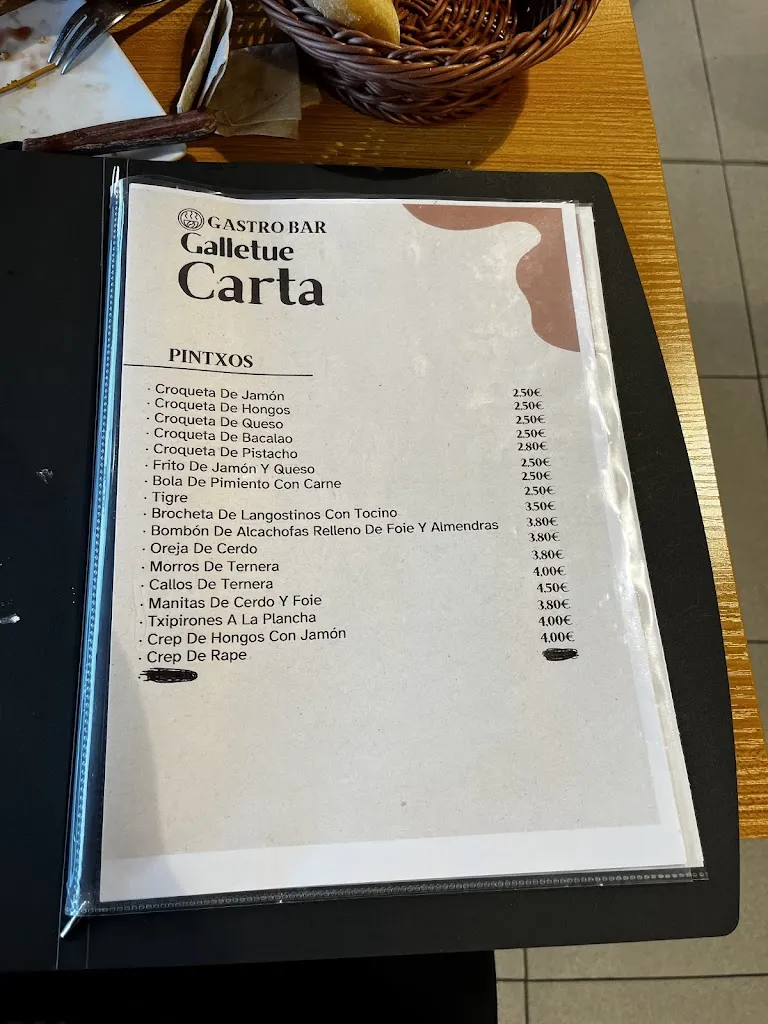 GASTRO BAR
Galletue
Carta
PINTXOS
· Croqueta De Jamón 2.50€
· Croqueta De Hongos 2.50€
· Croqueta De Queso 2.50€
· Croqueta De Bacalao 2.50€
· Croqueta De Pistacho 2.80€
· Frito De Jamón Y Queso 2.50€
· Bola De Pimiento Con Carne 2.50€
· Tigre 2.50€
· Brocheta De Langostinos Con Tocino 3.50€
· Bombón De Alcachofas Relleno De Foie Y Almendras 3.80€
· Oreja De Cerdo 3.80€
· Morros De Ternera 3.80€
· Callos De Ternera 4.00€
· Manitas De Cerdo Y Foie 4.50€
· Txipirones A La Plancha 3.80€
· Crep De Hongos Con Jamón 4.00€
· Crep De Rape 4.00€